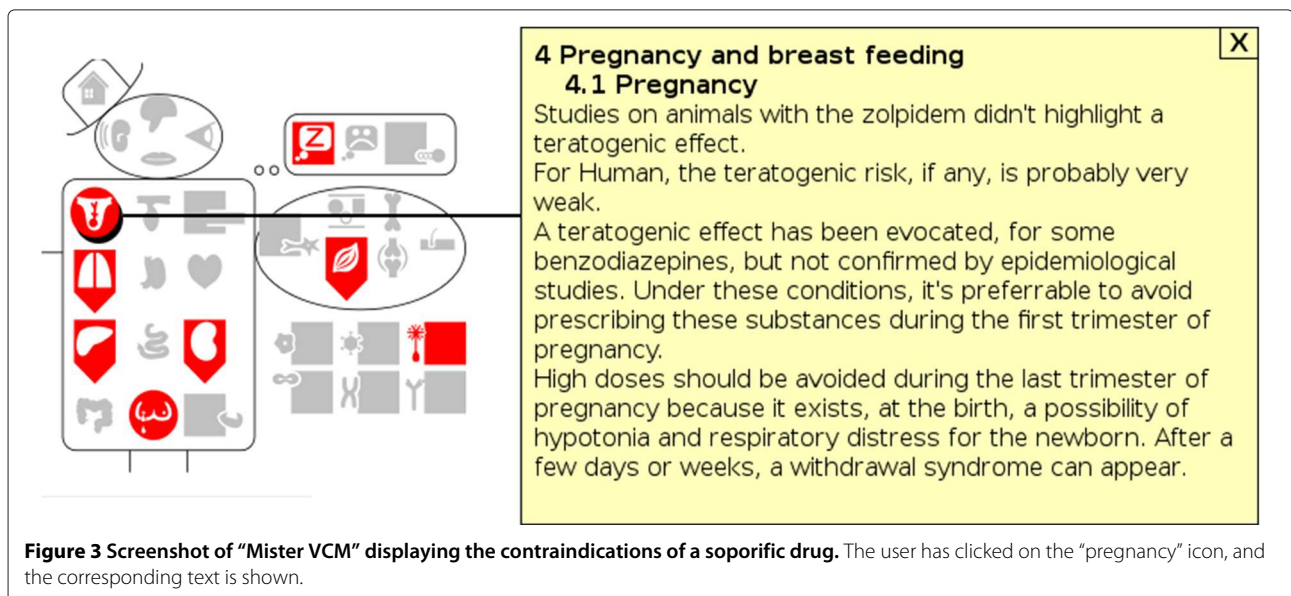 Z
X
4 Pregnancy and breast feeding
4.1 Pregnancy
Studies on animals with the zolpidem didn't highlight a
teratogenic effect.
For Human, the teratogenic risk, if any, is probably very
weak.
A teratogenic effect has been evocated, for some
benzodiazepines, but not confirmed by epidemiological
studies. Under these conditions, it's preferrable to avoid
prescribing these substances during the first trimester of
pregnancy.
High doses should be avoided during the last trimester of
pregnancy because it exists, at the birth, a possibility of
hypotonia and respiratory distress for the newborn. After a
few days or weeks, a withdrawal syndrome can appear.
Figure 3 Screenshot of “Mister VCM” displaying the contraindications of a soporific drug. The user has clicked on the “pregnancy” icon, and
the corresponding text is shown.